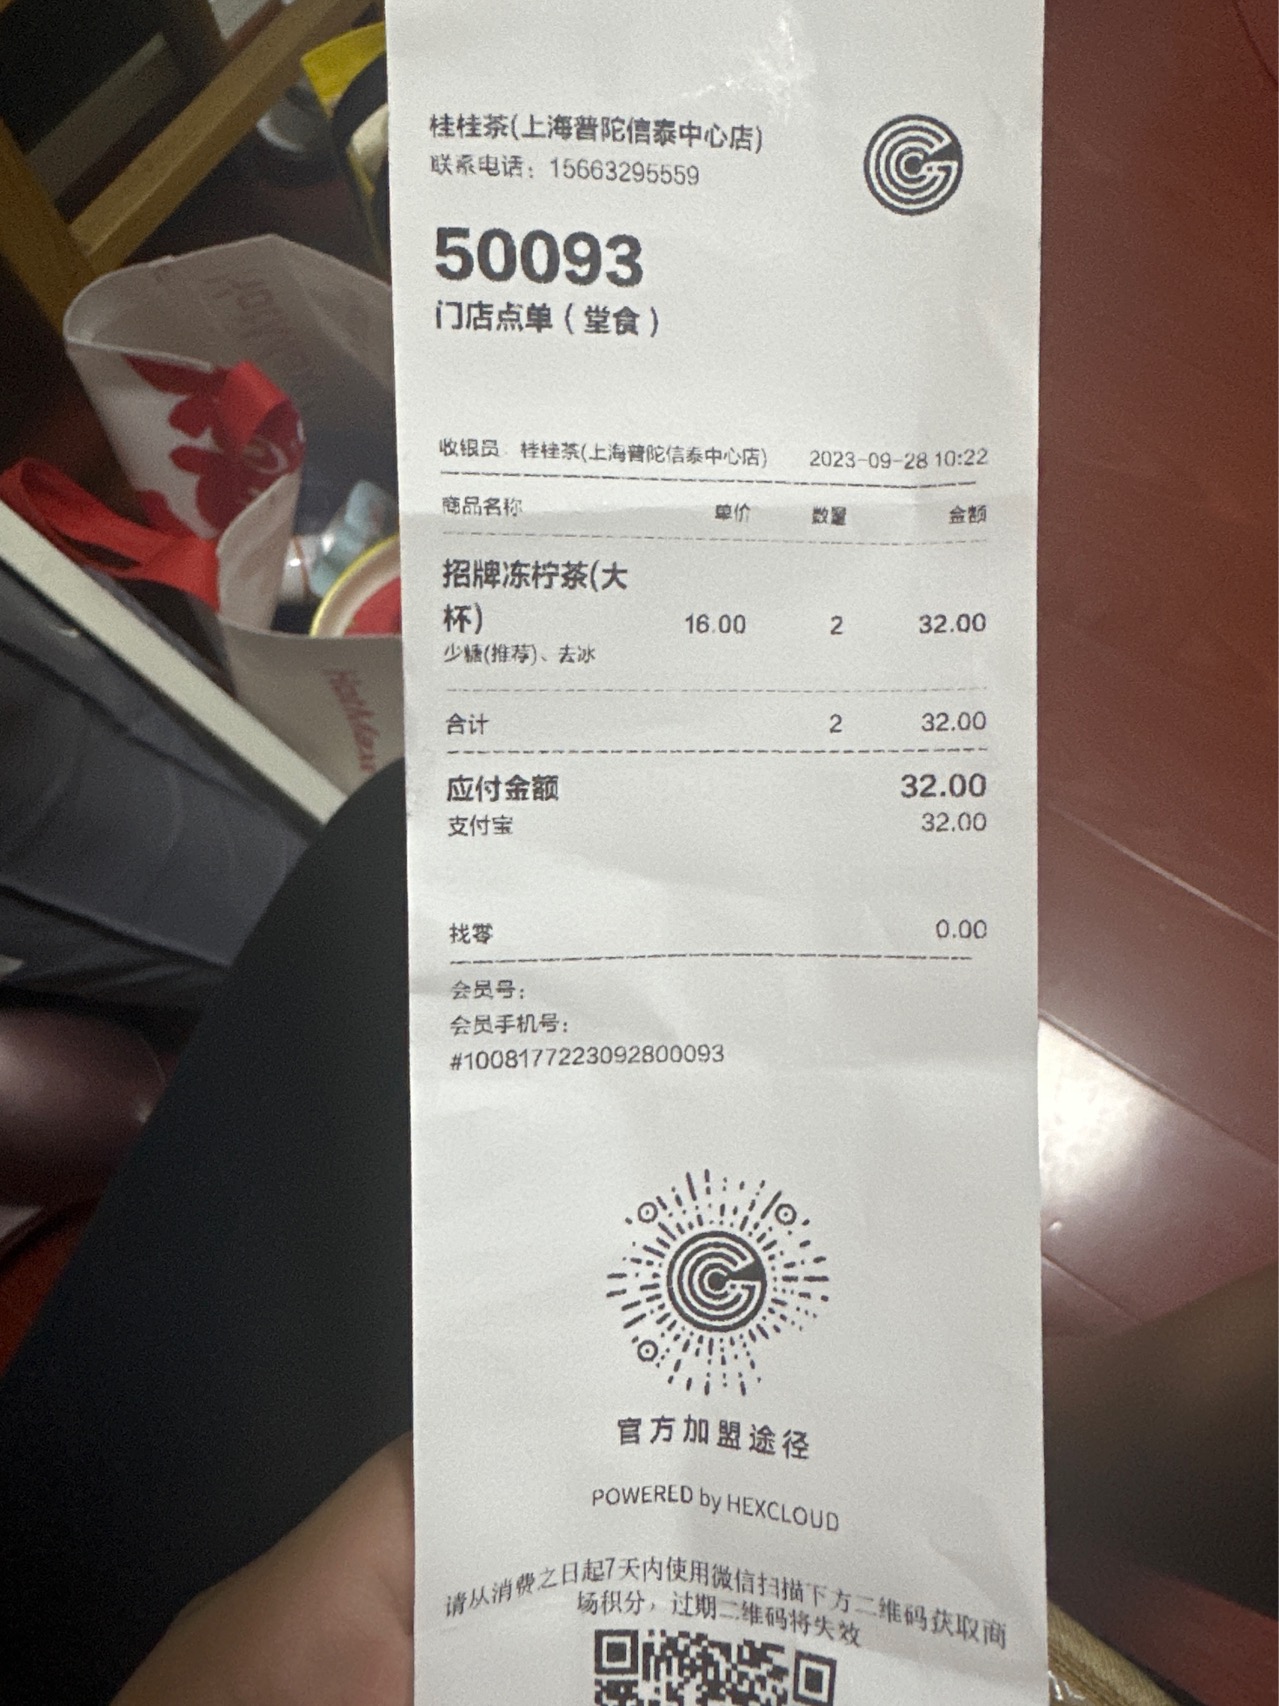 桂桂茶(上海普陀信泰中心店)
联系电话：15663295559
50093
门店点单（堂食）
收银员 桂桂茶(上海普陀信泰中心店) 2023-09-28 10:22
商品名称 单价 数量 金额
招牌冻柠茶(大
杯) 16.00 2 32.00
少糖(推荐)、去冰
合计 2 32.00
应付金额 32.00
支付宝 32.00
找零 0.00
会员号：
会员手机号：
#1008177223092800093
官方加盟途径
POWERED by HEXCLOUD
请从消费之日起7天内使用微信扫描下方二维码获取商
场积分，过期二维码将失效